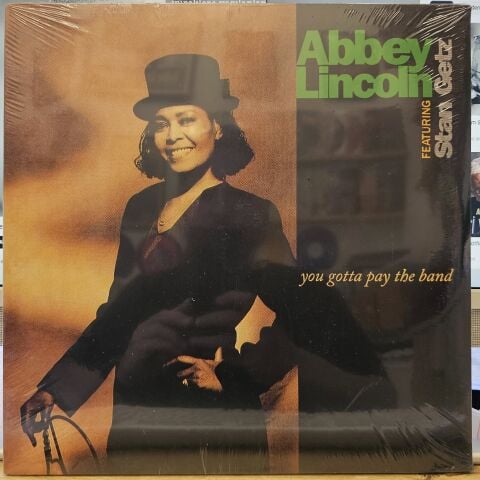 Abbey
Lincoln
FEATURING
Stan Getz
you gotta pay the band